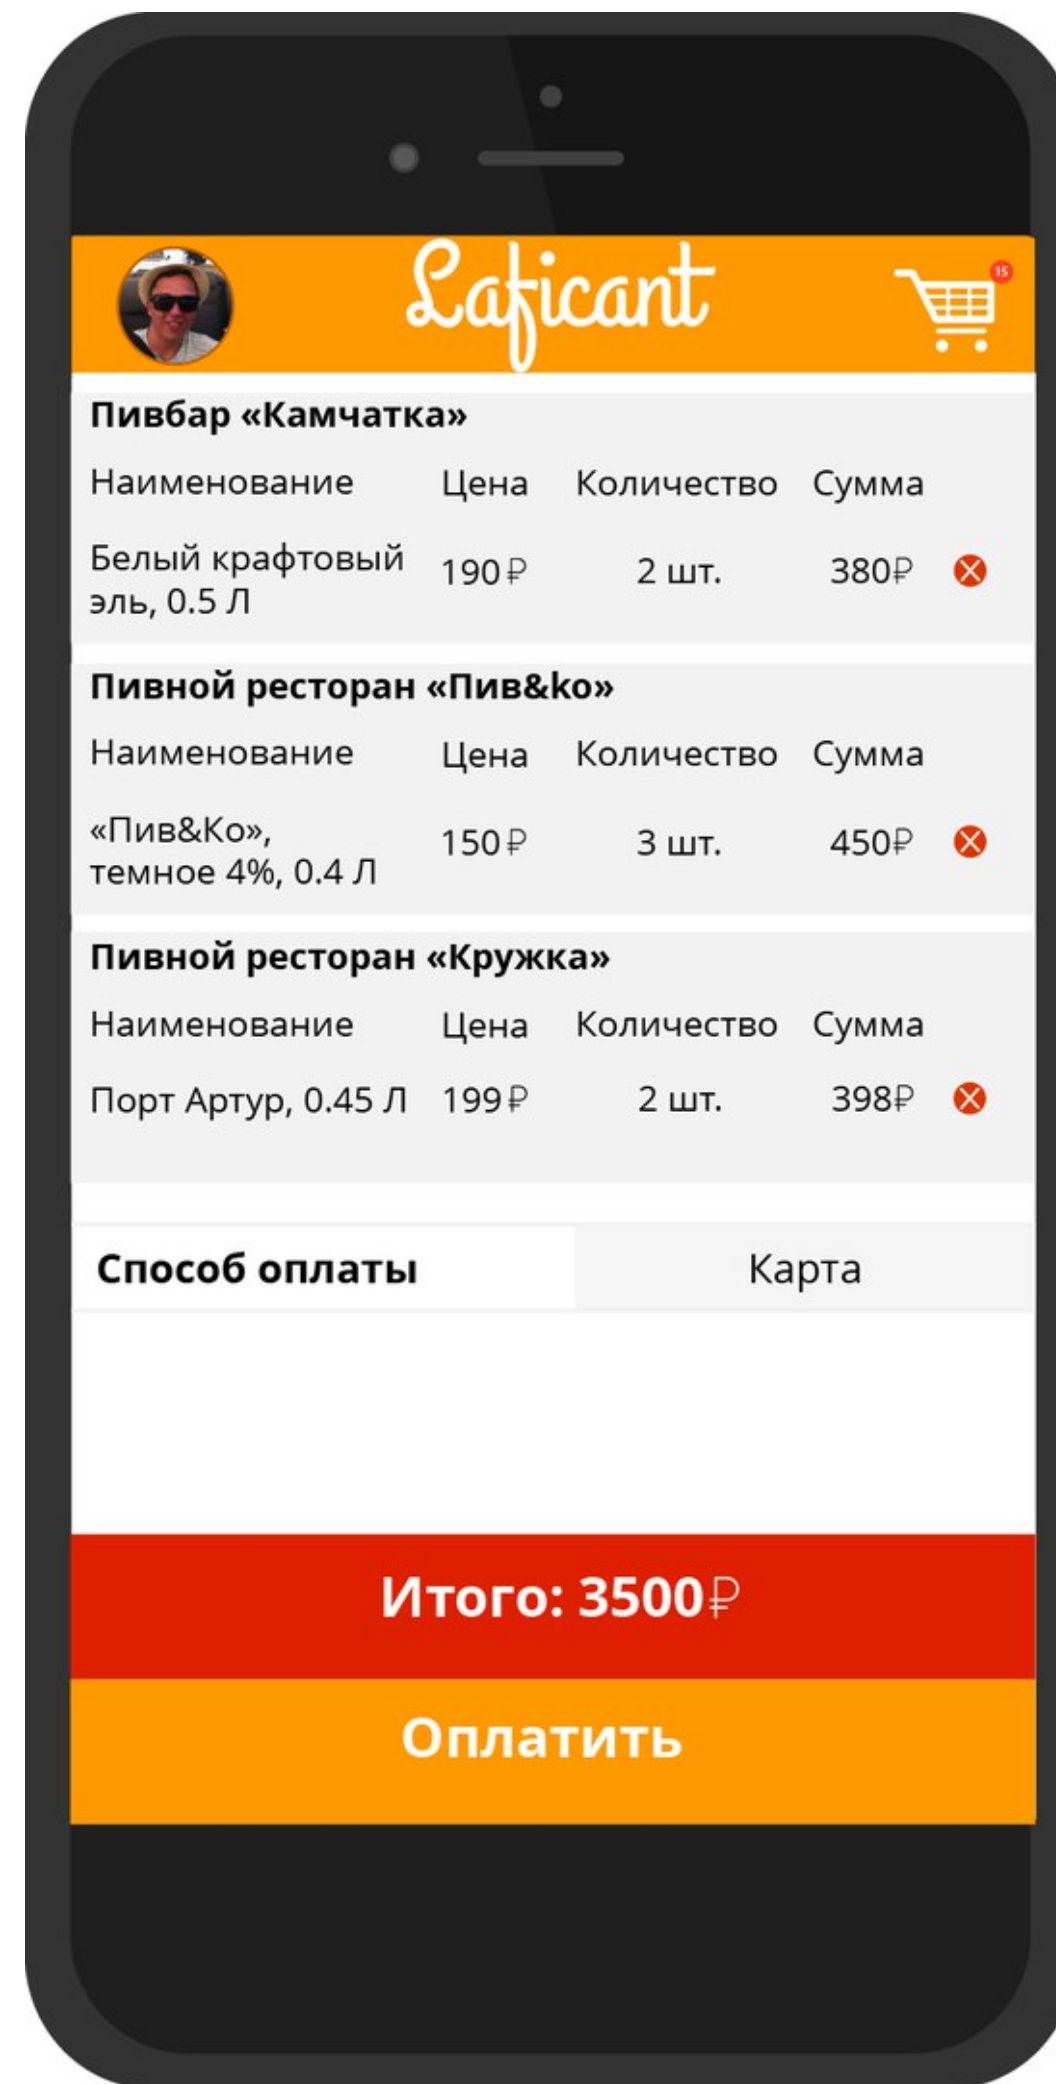 Laficant
15
Пивбар «Камчатка»
Наименование Цена Количество Сумма
Белый крафтовый
эль, 0.5 Л 190₽ 2 шт. 380₽
Пивной ресторан «Пив&ko»
Наименование Цена Количество Сумма
«Пив&Ко»,
темное 4%, 0.4 Л 150₽ 3 шт. 450₽
Пивной ресторан «Кружка»
Наименование Цена Количество Сумма
Порт Артур, 0.45 Л 199₽ 2 шт. 398₽
Способ оплаты Карта
Итого: 3500₽
Оплатить